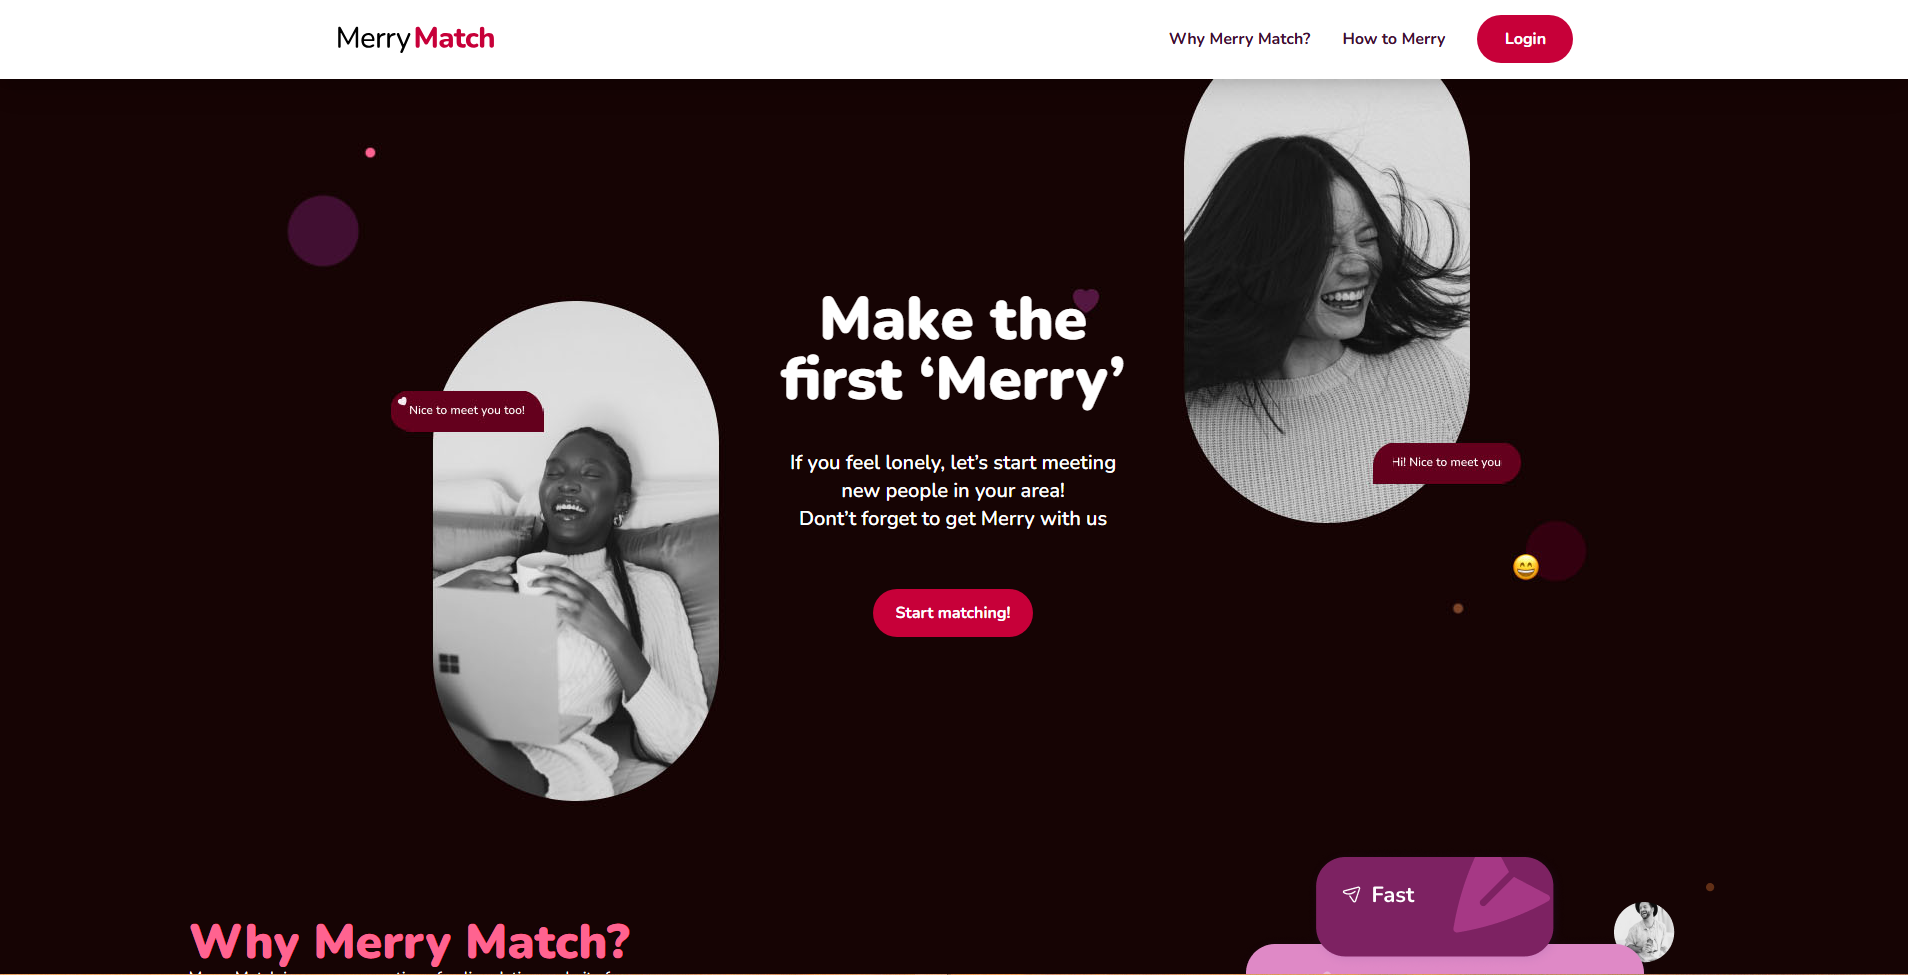 Merry Match
Why Merry Match?
How to Merry
Login
Make the
first ‘Merry’
Nice to meet you too!
Hi! Nice to meet you
If you feel lonely, let’s start meeting
new people in your area!
Dont’t forget to get Merry with us
Start matching!
Fast
Why Merry Match?